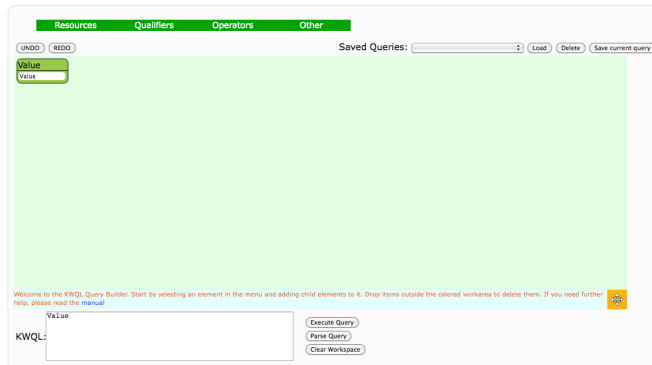 Resources Qualifiers Operators Other
UNDO REDO Saved Queries: Load Delete Save current query
Value
Value
Welcome to the KWQL Query Builder. Start by selecting an element in the menu and adding child elements to it. Drop items outside the colored workarea to delete them. If you need further
help, please read the manual
Value
Execute Query
KWQL: Parse Query
Clear Workspace